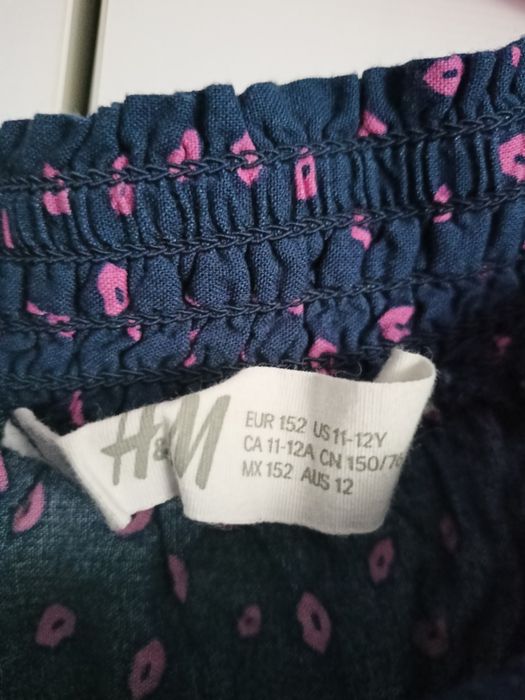 H&M
EUR 152 US 11-12Y
CA 11-12A CN 150/76
MX 152 AUS 12